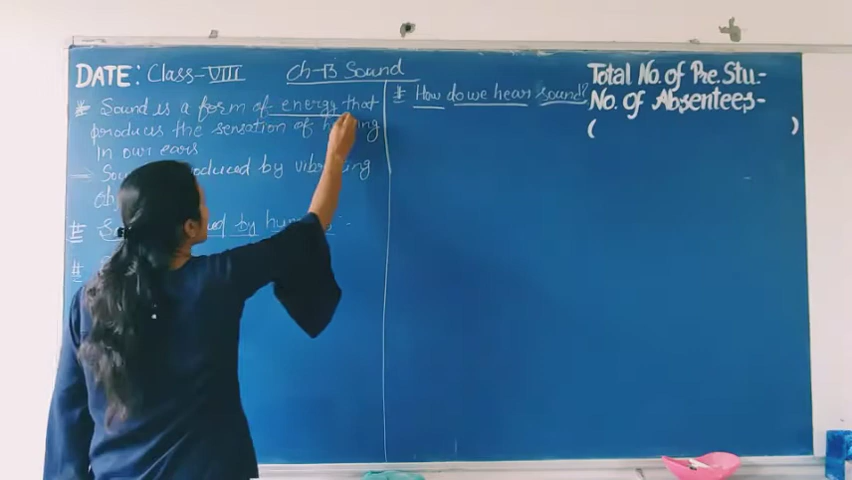 DATE: Class-VIII
Ch-13 Sound
# Sound is a form of energy that
produces the sensation of
in our ears
by
#
by
#
# How do we hear sound?
Total No. of Pre. Stu-
No. of Absentees-
( )